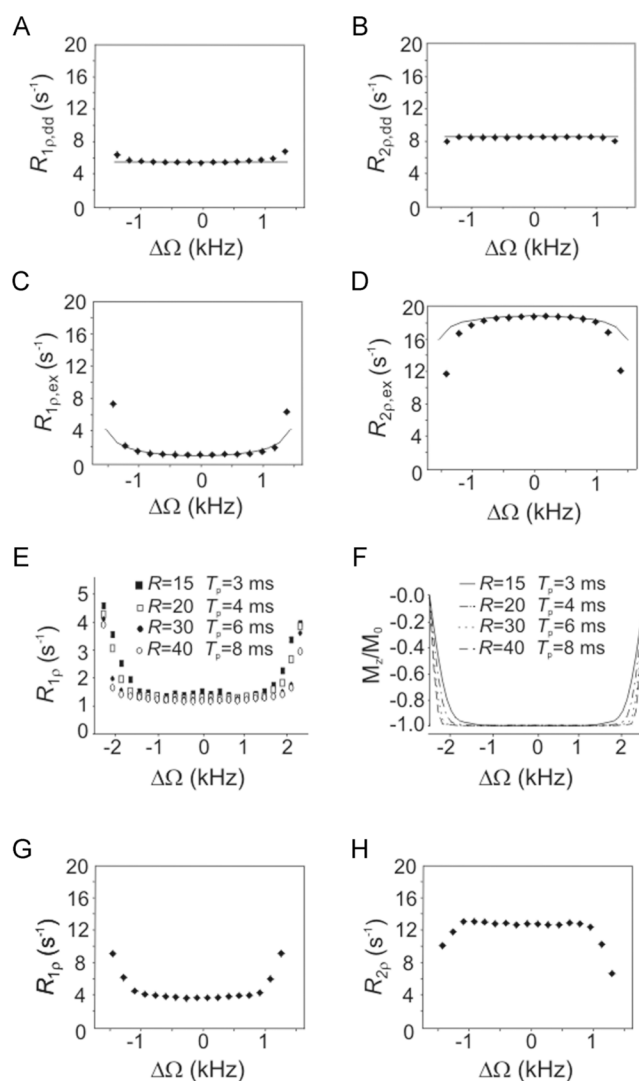 A
B
20
16
12
8
4
0
R1ρ,dd (s-1)
-1 0 1
ΔΩ (kHz)
20
16
12
8
4
0
R2ρ,dd (s-1)
-1 0 1
ΔΩ (kHz)
C
D
20
16
12
8
4
0
R1ρ,ex (s-1)
-1 0 1
ΔΩ (kHz)
20
16
12
8
4
0
R2ρ,ex (s-1)
-1 0 1
ΔΩ (kHz)
E
F
R=15 Tp=3 ms
R=20 Tp=4 ms
R=30 Tp=6 ms
R=40 Tp=8 ms
5
4
3
2
1
0
R1ρ (s-1)
-2 -1 0 1 2
ΔΩ (kHz)
R=15 Tp=3 ms
R=20 Tp=4 ms
R=30 Tp=6 ms
R=40 Tp=8 ms
-0.0
-0.2
-0.4
-0.6
-0.8
-1.0
Mz/M0
-2 -1 0 1 2
ΔΩ (kHz)
G
H
20
16
12
8
4
0
R1ρ (s-1)
-1 0 1
ΔΩ (kHz)
20
16
12
8
4
0
R2ρ (s-1)
-1 0 1
ΔΩ (kHz)